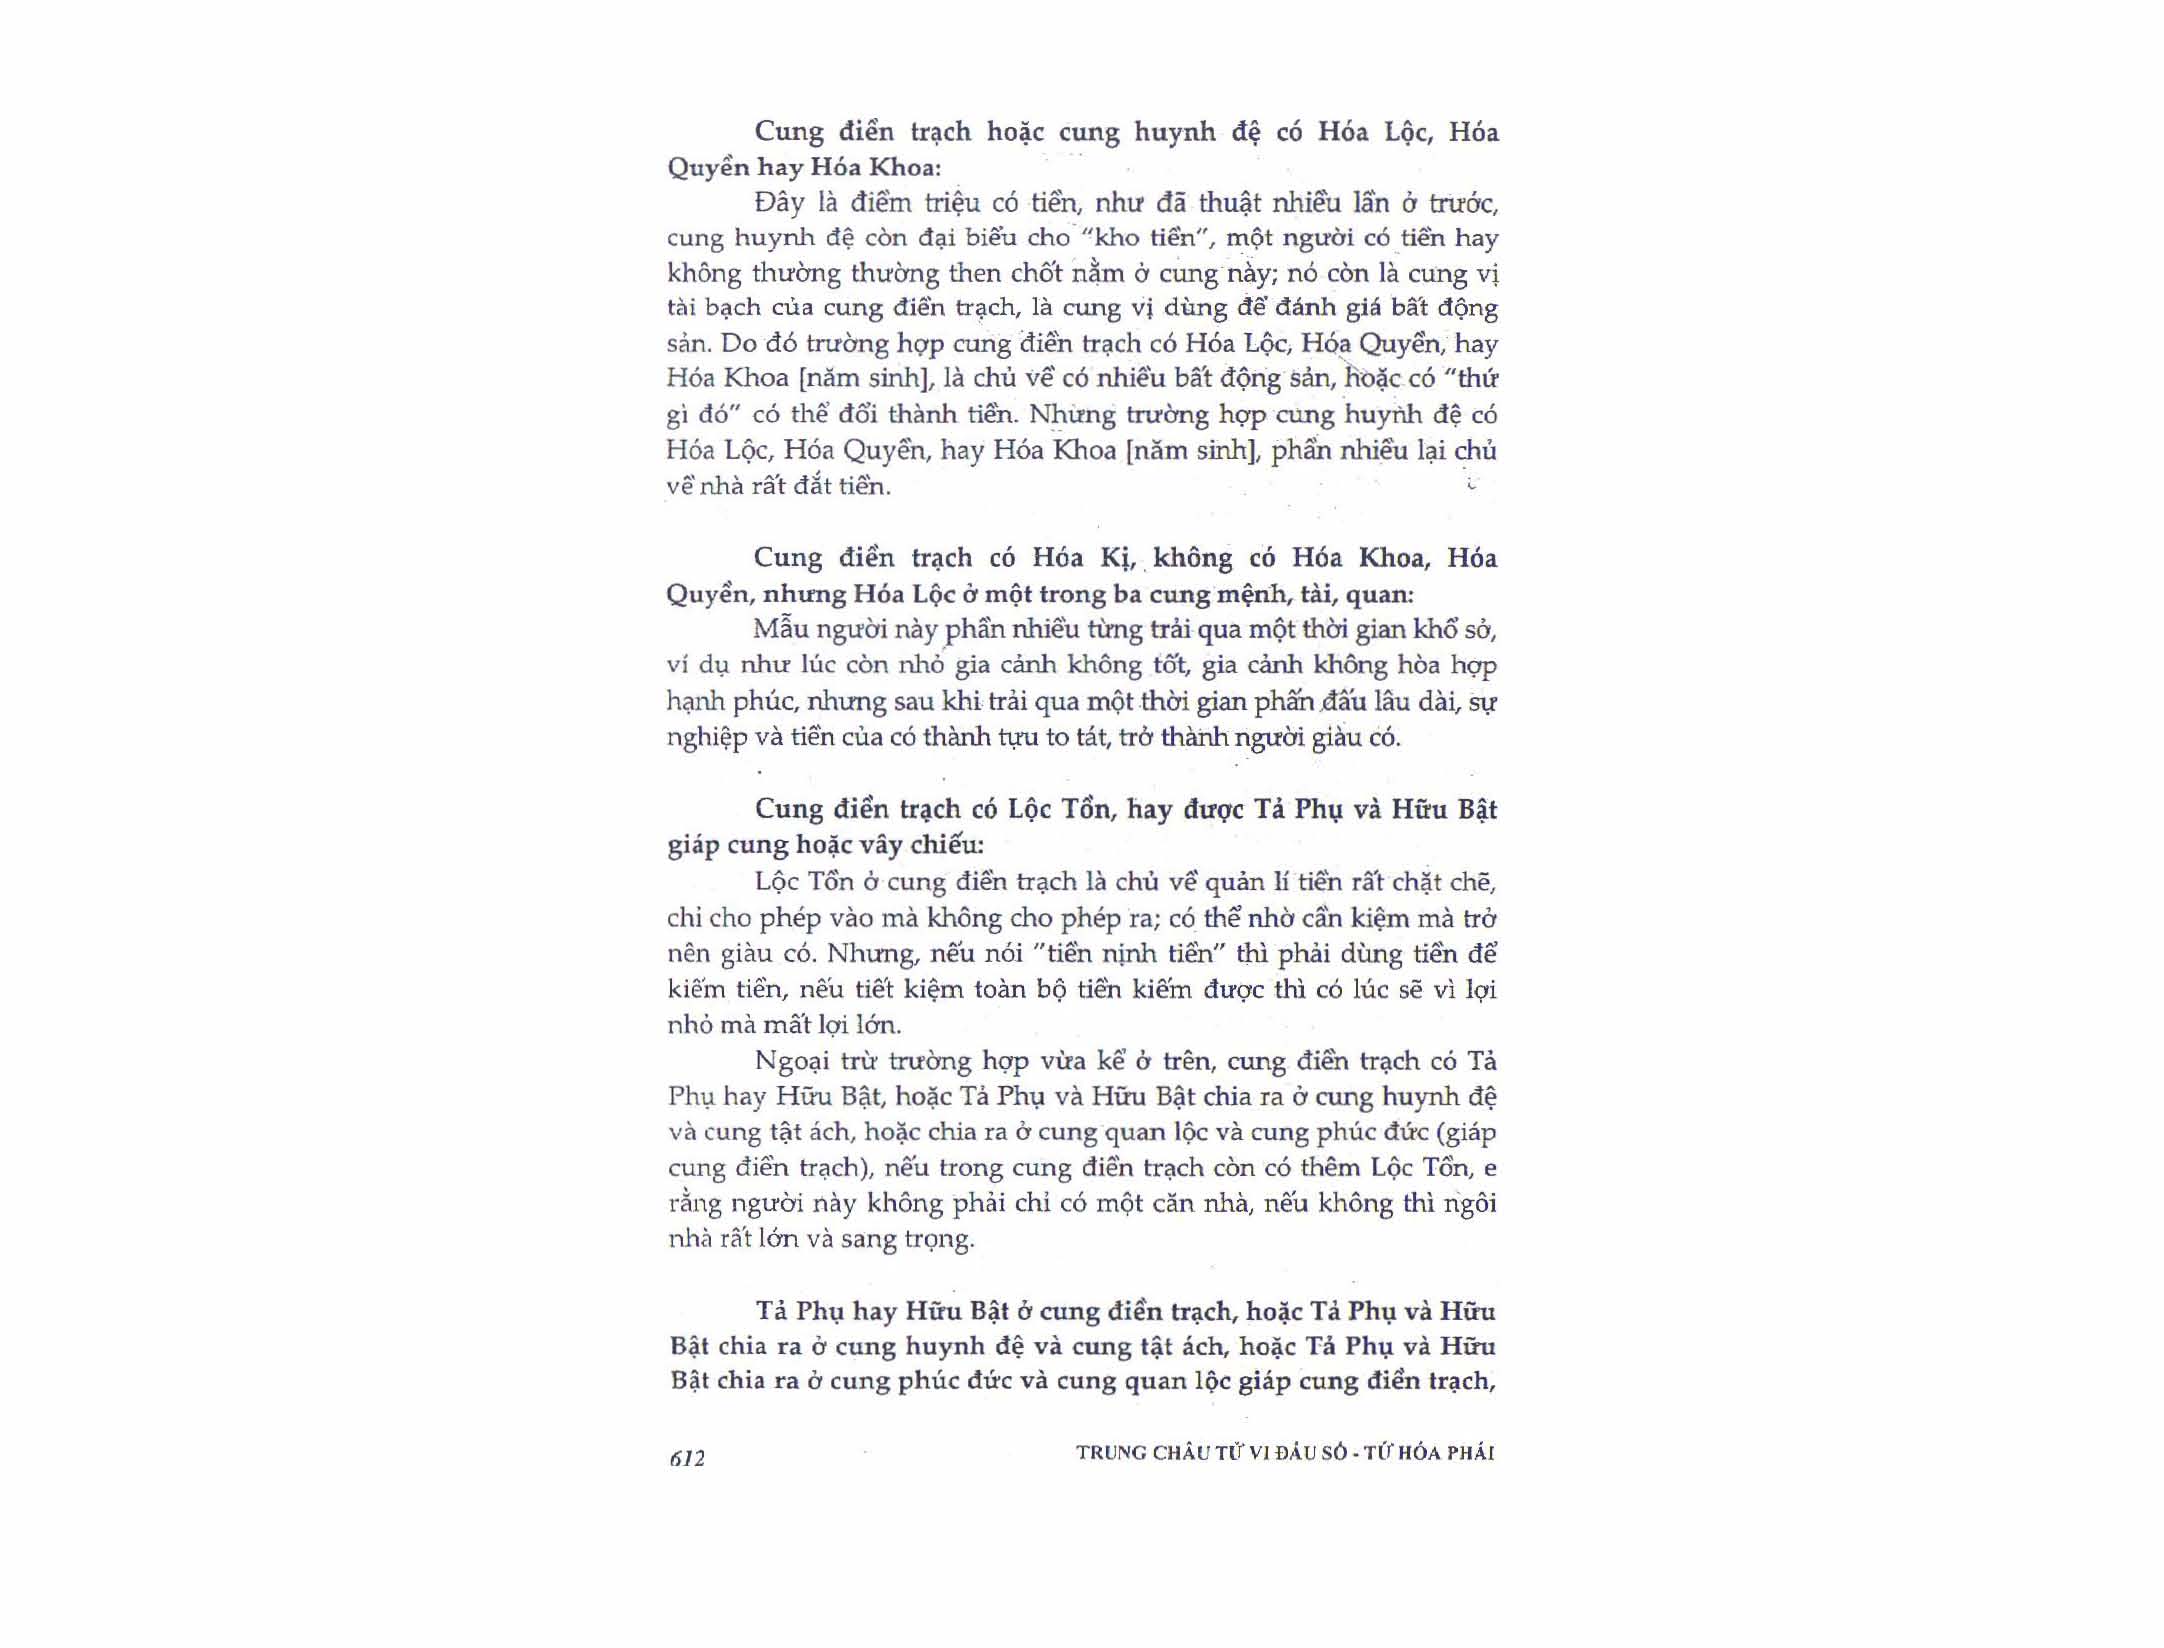 Cung điền trạch hoặc cung huynh đệ có Hóa Lộc, Hóa
Quyền hay Hóa Khoa:
Đây là điềm triệu có tiền, như đã thuật nhiều lần ở trước,
cung huynh đệ còn đại biểu cho "kho tiền", một người có tiền hay
không thường thường then chốt nằm ở cung này; nó còn là cung vị
tài bạch của cung điền trạch, là cung vị dùng để đánh giá bất động
sản. Do đó trường hợp cung điền trạch có Hóa Lộc, Hóa Quyền, hay
Hóa Khoa [năm sinh], là chủ về có nhiều bất động sản, hoặc có "thứ
gì đó" có thể đổi thành tiền. Nhưng trường hợp cung huynh đệ có
Hóa Lộc, Hóa Quyền, hay Hóa Khoa [năm sinh], phần nhiều lại chủ
về nhà rất đắt tiền.
Cung điền trạch có Hóa Kị, không có Hóa Khoa, Hóa
Quyền, nhưng Hóa Lộc ở một trong ba cung mệnh, tài, quan:
Mẫu người này phần nhiều từng trải qua một thời gian khổ sở,
ví dụ như lúc còn nhỏ gia cảnh không tốt, gia cảnh không hòa hợp
hạnh phúc, nhưng sau khi trải qua một thời gian phấn đấu lâu dài, sự
nghiệp và tiền của có thành tựu to tát, trở thành người giàu có.
Cung điền trạch có Lộc Tồn, hay được Tả Phụ và Hữu Bật
giáp cung hoặc vây chiếu:
Lộc Tồn ở cung điền trạch là chủ về quản lí tiền rất chặt chẽ,
chỉ cho phép vào mà không cho phép ra; có thể nhờ cần kiệm mà trở
nên giàu có. Nhưng, nếu nói "tiền nịnh tiền" thì phải dùng tiền để
kiếm tiền, nếu tiết kiệm toàn bộ tiền kiếm được thì có lúc sẽ vì lợi
nhỏ mà mất lợi lớn.
Ngoại trừ trường hợp vừa kể ở trên, cung điền trạch có Tả
Phụ hay Hữu Bật, hoặc Tả Phụ và Hữu Bật chia ra ở cung huynh đệ
và cung tật ách, hoặc chia ra ở cung quan lộc và cung phúc đức (giáp
cung điền trạch), nếu trong cung điền trạch còn có thêm Lộc Tồn, e
rằng người này không phải chỉ có một căn nhà, nếu không thì ngôi
nhà rất lớn và sang trọng.
Tả Phụ hay Hữu Bật ở cung điền trạch, hoặc Tả Phụ và Hữu
Bật chia ra ở cung huynh đệ và cung tật ách, hoặc Tả Phụ và Hữu
Bật chia ra ở cung phúc đức và cung quan lộc giáp cung điền trạch,
612 TRUNG CHÂU TỬ VI ĐẨU SỐ - TỨ HÓA PHÁI